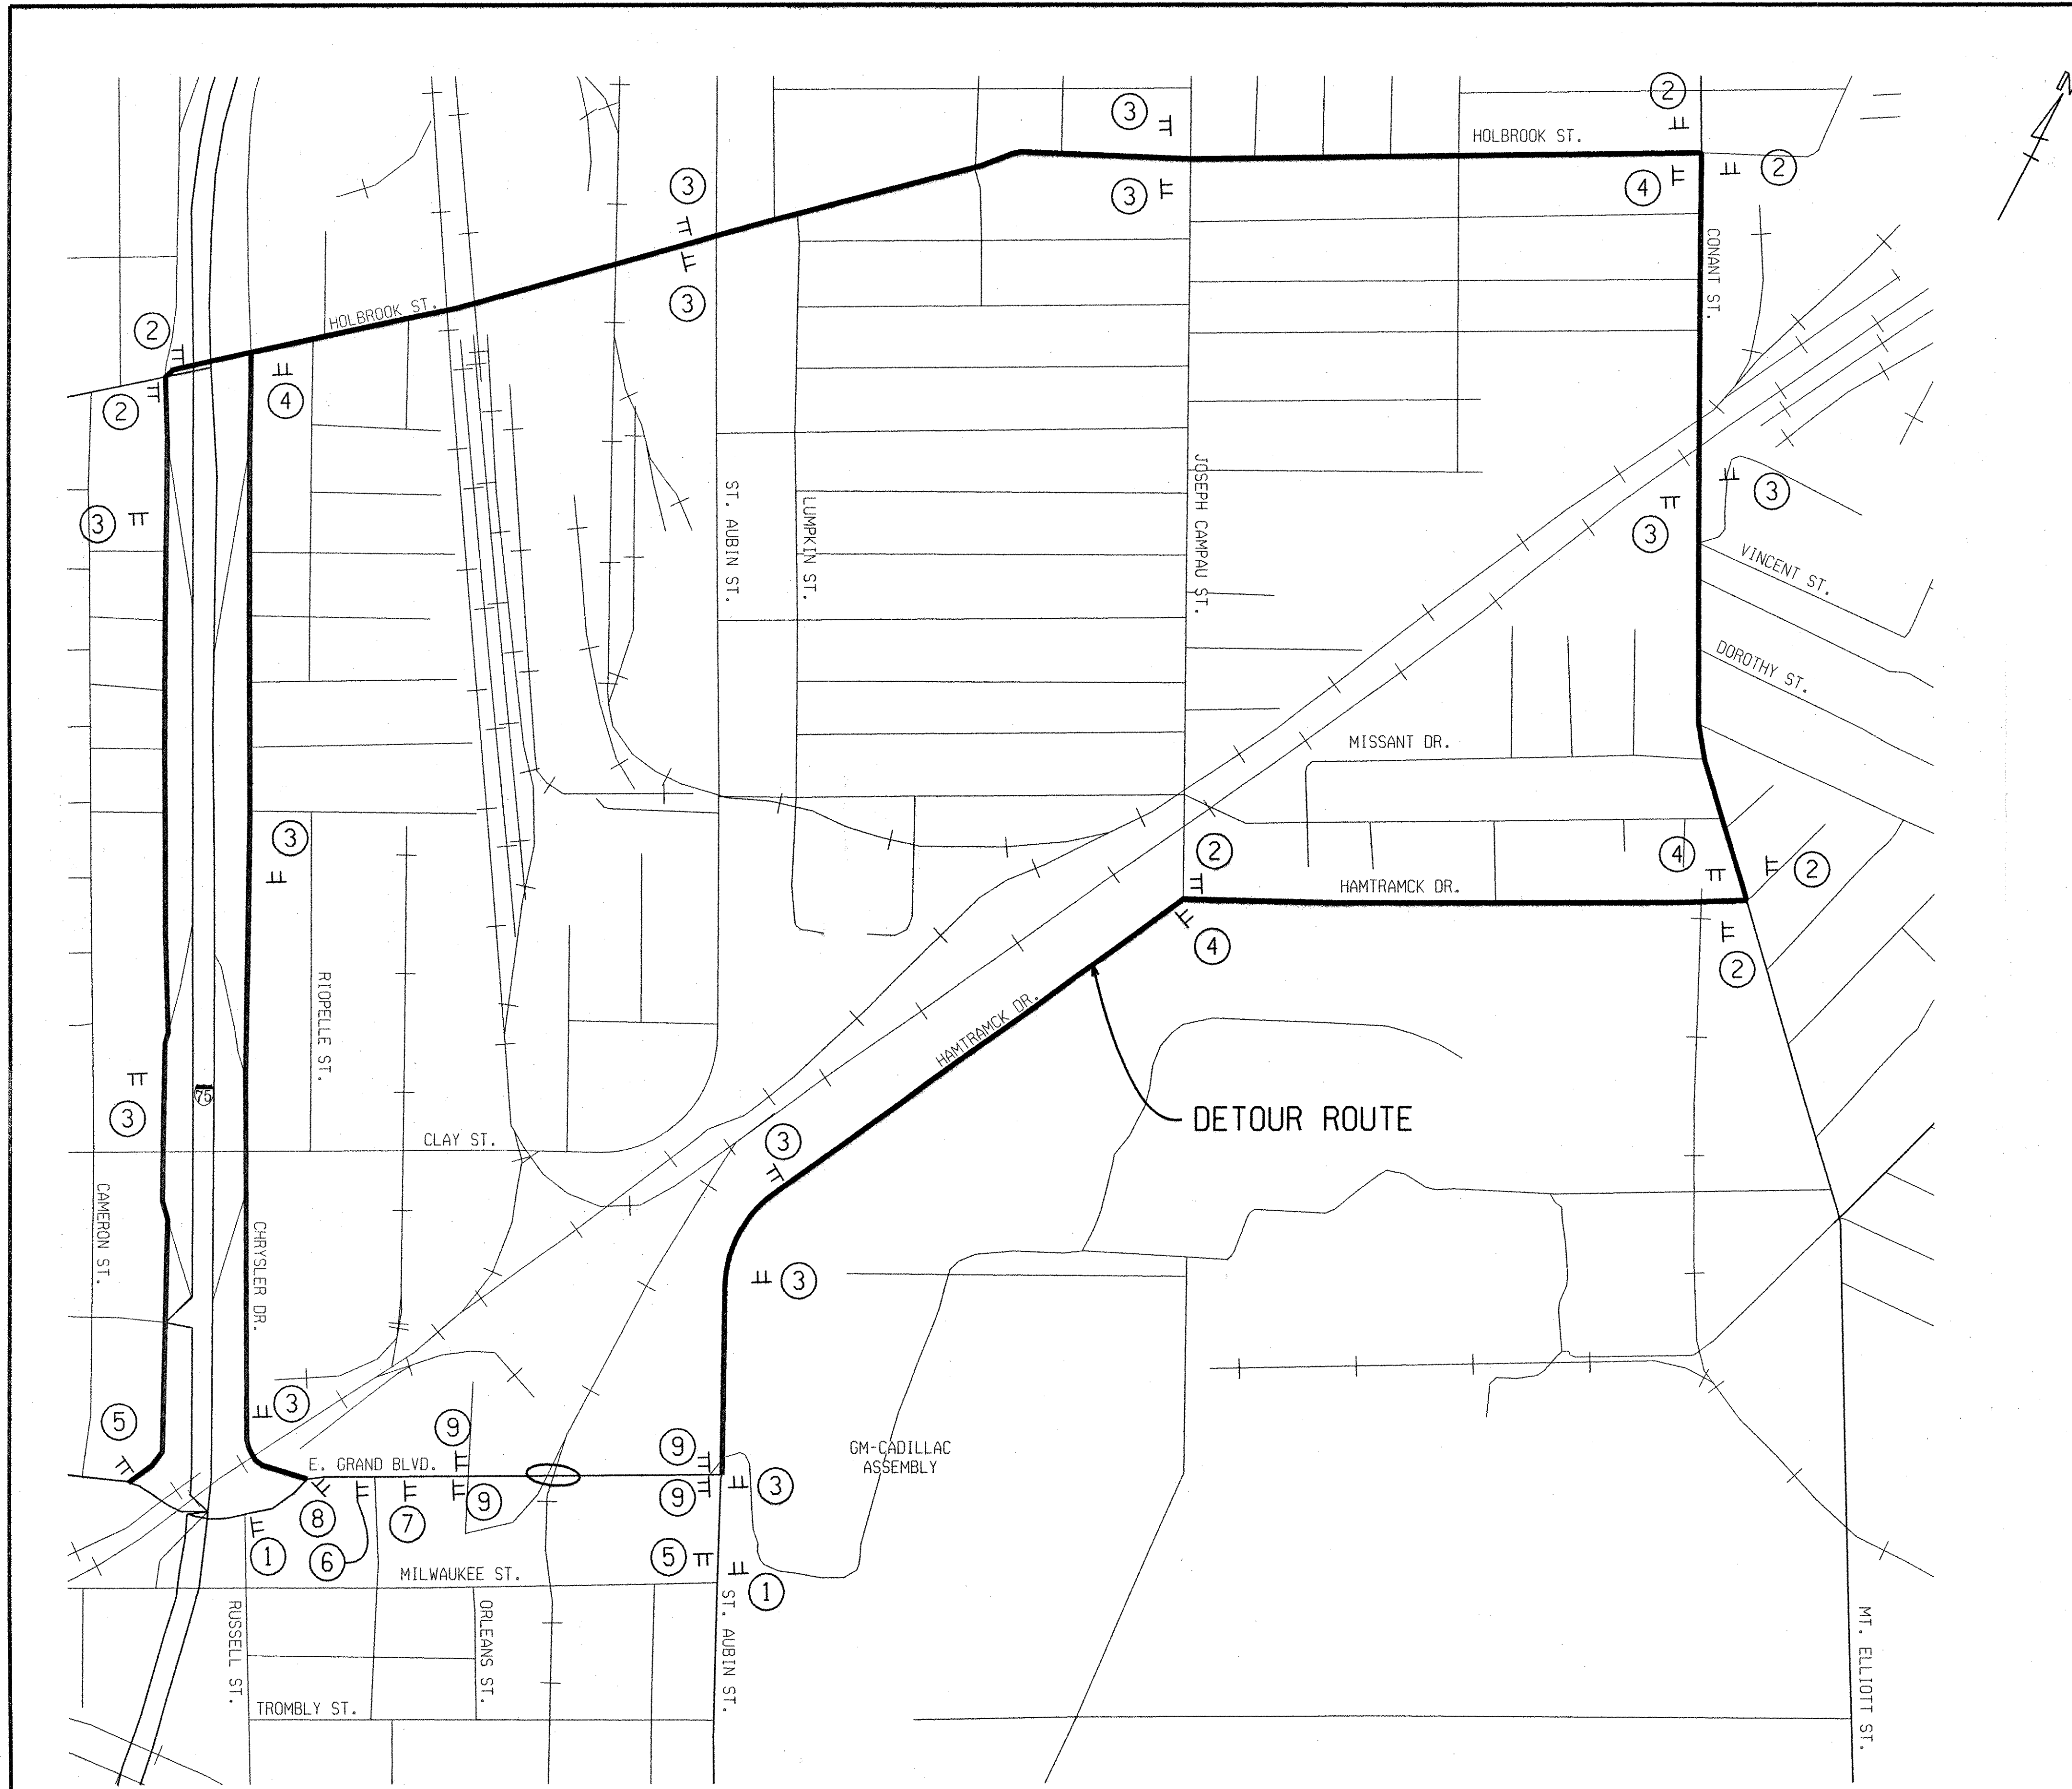 N
2
3
HOLBROOK ST.
2
3
4
3
CONANT ST.
HOLBROOK ST.
3
2
2
4
3
3
3
ST. AUBIN ST.
LUMPKIN ST.
JOSEPH CAMPAU ST.
VINCENT ST.
DOROTHY ST.
MISSANT DR.
3
2
4
2
HAMTRAMCK DR.
4
2
RIOPELLE ST.
HAMTRAMCK DR.
75
3
DETOUR ROUTE
CLAY ST.
3
CAMERON ST.
CHRYSLER DR.
3
3
5
9
9
E. GRAND BLVD.
GM-CADILLAC
ASSEMBLY
3
9
9
8
7
1
6
5
MILWAUKEE ST.
1
RUSSELL ST.
ORLEANS ST.
ST. AUBIN ST.
MT. ELLIOTT ST.
TROMBLY ST.